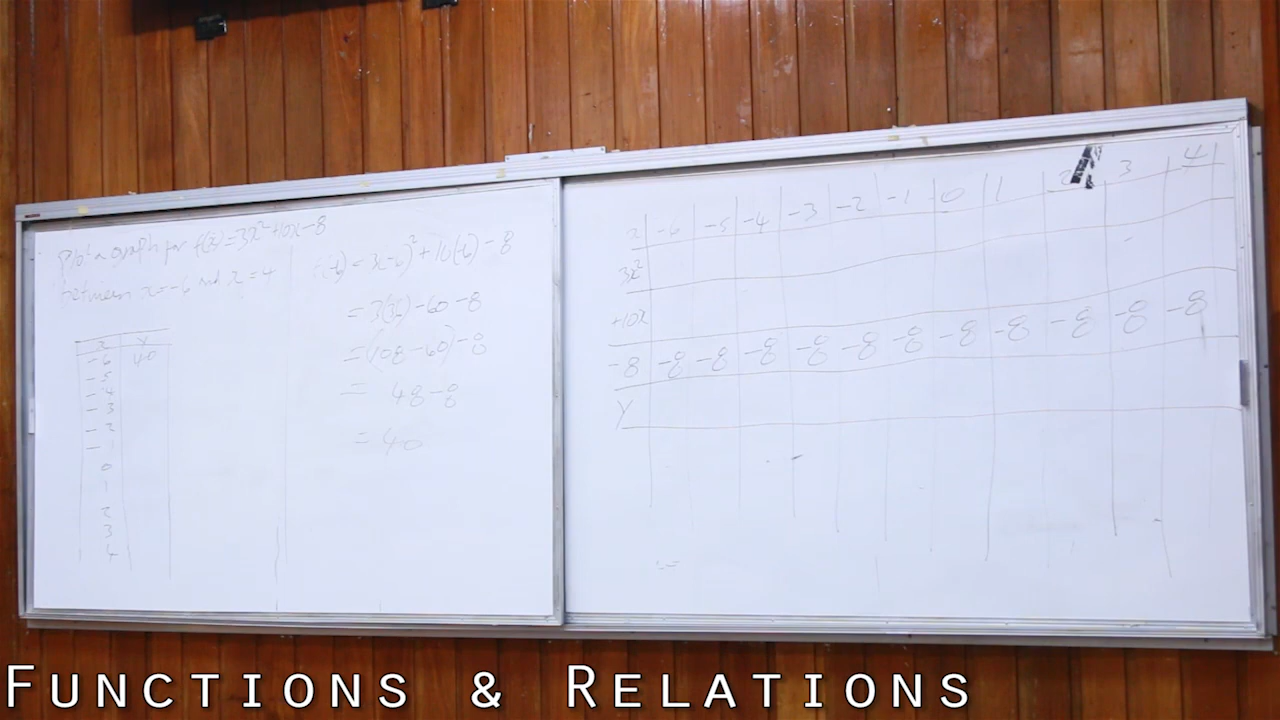 Plot a graph for f(x)=3x²+10x-8
between x=-6 and x=4
x y
-6 40
-5
-4
-3
-2
-1
0
1
2
3
4
f(-6)=3(-6)²+10(-6)-8
=3(36)-60-8
=(108-60)-8
= 48-8
=40
x -6 -5 -4 -3 -2 -1 0 1 2 3 4
3x²
+10x
-8 -8 -8 -8 -8 -8 -8 -8 -8 -8 -8 -8
y
FUNCTIONS & RELATIONS